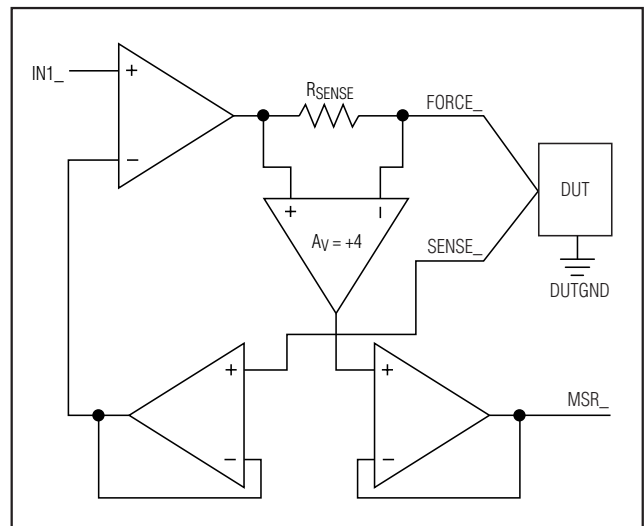 IN1_
+
−
RSENSE
FORCE_
+
−
AV = +4
SENSE_
DUT
DUTGND
+
−
+
−
MSR_